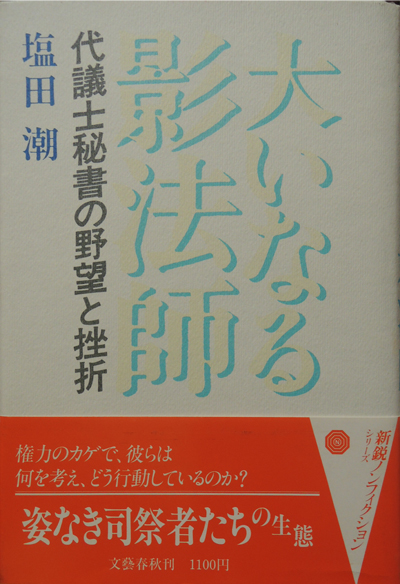 大いなる
影法師
代議士秘書の野望と挫折
塩田潮
新鋭ノンフィクション
シリーズ
N
権力のカゲで、彼らは
何を考え、どう行動しているのか?
姿なき司祭者たちの生態
文藝春秋刊 1100円